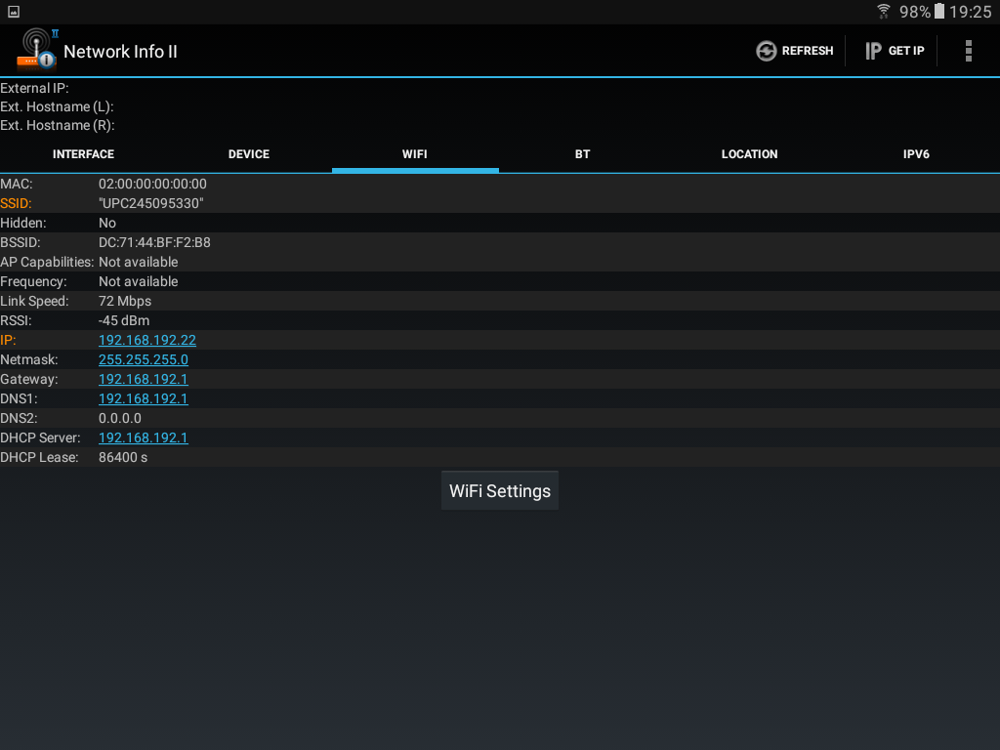 98% 19:25
Network Info II
REFRESH IP GET IP
External IP:
Ext. Hostname (L):
Ext. Hostname (R):
INTERFACE DEVICE WIFI BT LOCATION IPV6
MAC: 02:00:00:00:00:00
SSID: "UPC245095330"
Hidden: No
BSSID: DC:71:44:BF:F2:B8
AP Capabilities: Not available
Frequency: Not available
Link Speed: 72 Mbps
RSSI: -45 dBm
IP: 192.168.192.22
Netmask: 255.255.255.0
Gateway: 192.168.192.1
DNS1: 192.168.192.1
DNS2: 0.0.0.0
DHCP Server: 192.168.192.1
DHCP Lease: 86400 s
WiFi Settings